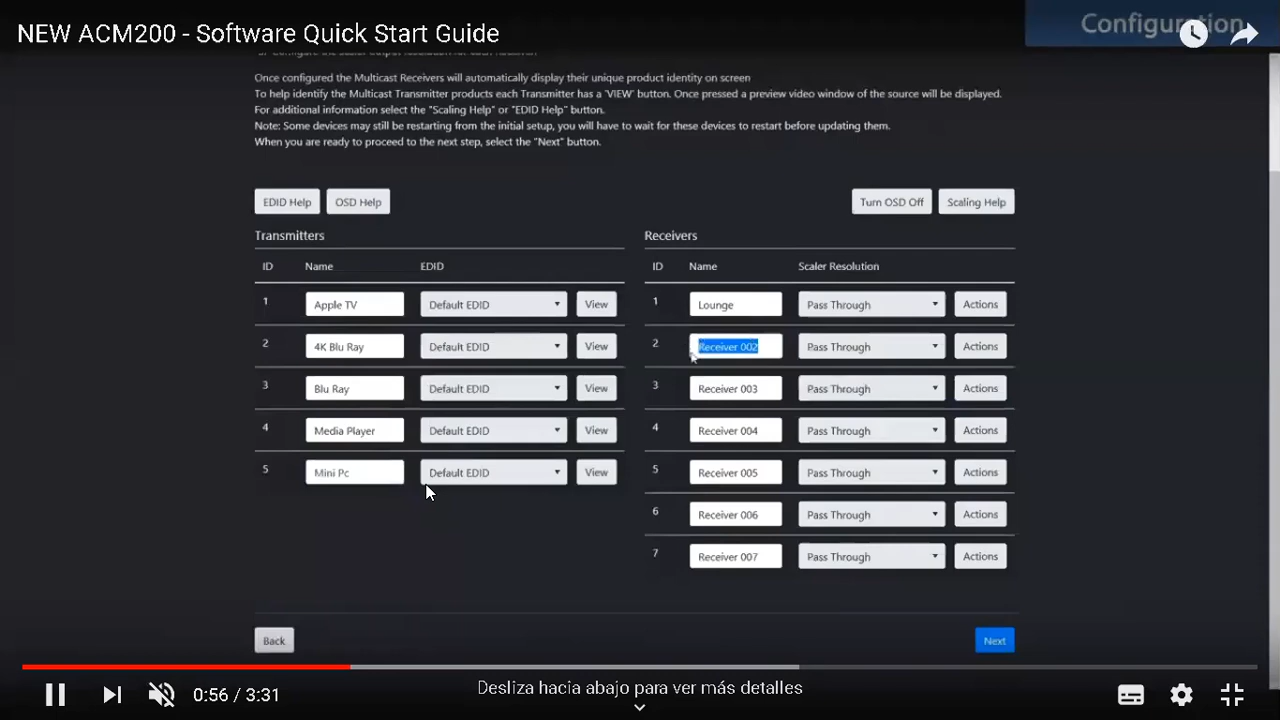 NEW ACM200 - Software Quick Start Guide
Configuration
Once configured the Multicast Receivers will automatically display their unique product identity on screen
To help identify the Multicast Transmitter products each Transmitter has a 'VIEW' button. Once pressed a preview video window of the source will be displayed.
For additional information select the "Scaling Help" or "EDID Help" button.
Note: Some devices may still be restarting from the initial setup, you will have to wait for these devices to restart before updating them.
When you are ready to proceed to the next step, select the "Next" button.
EDID Help OSD Help Turn OSD Off Scaling Help
Transmitters Receivers
ID Name EDID ID Name Scaler Resolution
1 Apple TV Default EDID View 1 Lounge Pass Through Actions
2 4K Blu Ray Default EDID View 2 Receiver 002 Pass Through Actions
3 Blu Ray Default EDID View 3 Receiver 003 Pass Through Actions
4 Media Player Default EDID View 4 Receiver 004 Pass Through Actions
5 Mini Pc Default EDID View 5 Receiver 005 Pass Through Actions
6 Receiver 006 Pass Through Actions
7 Receiver 007 Pass Through Actions
Back Next
0:56 / 3:31 Desliza hacia abajo para ver más detalles